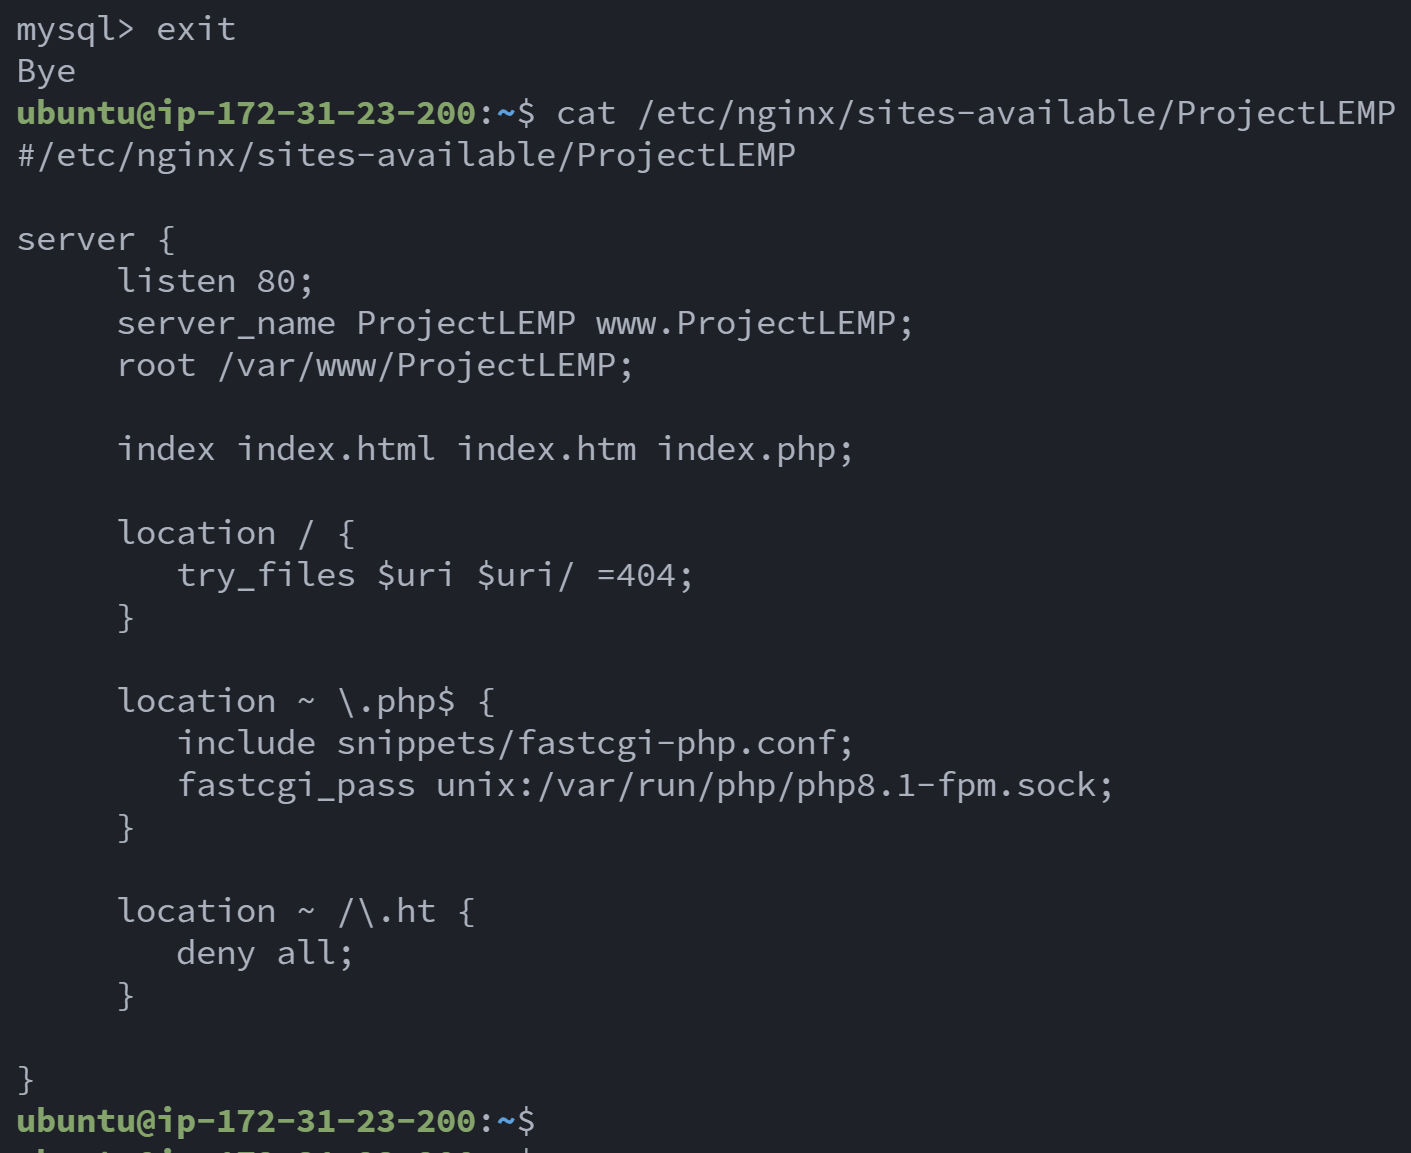 mysql> exit
Bye
ubuntu@ip-172-31-23-200:~$ cat /etc/nginx/sites-available/ProjectLEMP
#/etc/nginx/sites-available/ProjectLEMP
server {
listen 80;
server_name ProjectLEMP www.ProjectLEMP;
root /var/www/ProjectLEMP;
index index.html index.htm index.php;
location / {
try_files $uri $uri/ =404;
}
location ~ \.php$ {
include snippets/fastcgi-php.conf;
fastcgi_pass unix:/var/run/php/php8.1-fpm.sock;
}
location ~ /\.ht {
deny all;
}
}
ubuntu@ip-172-31-23-200:~$